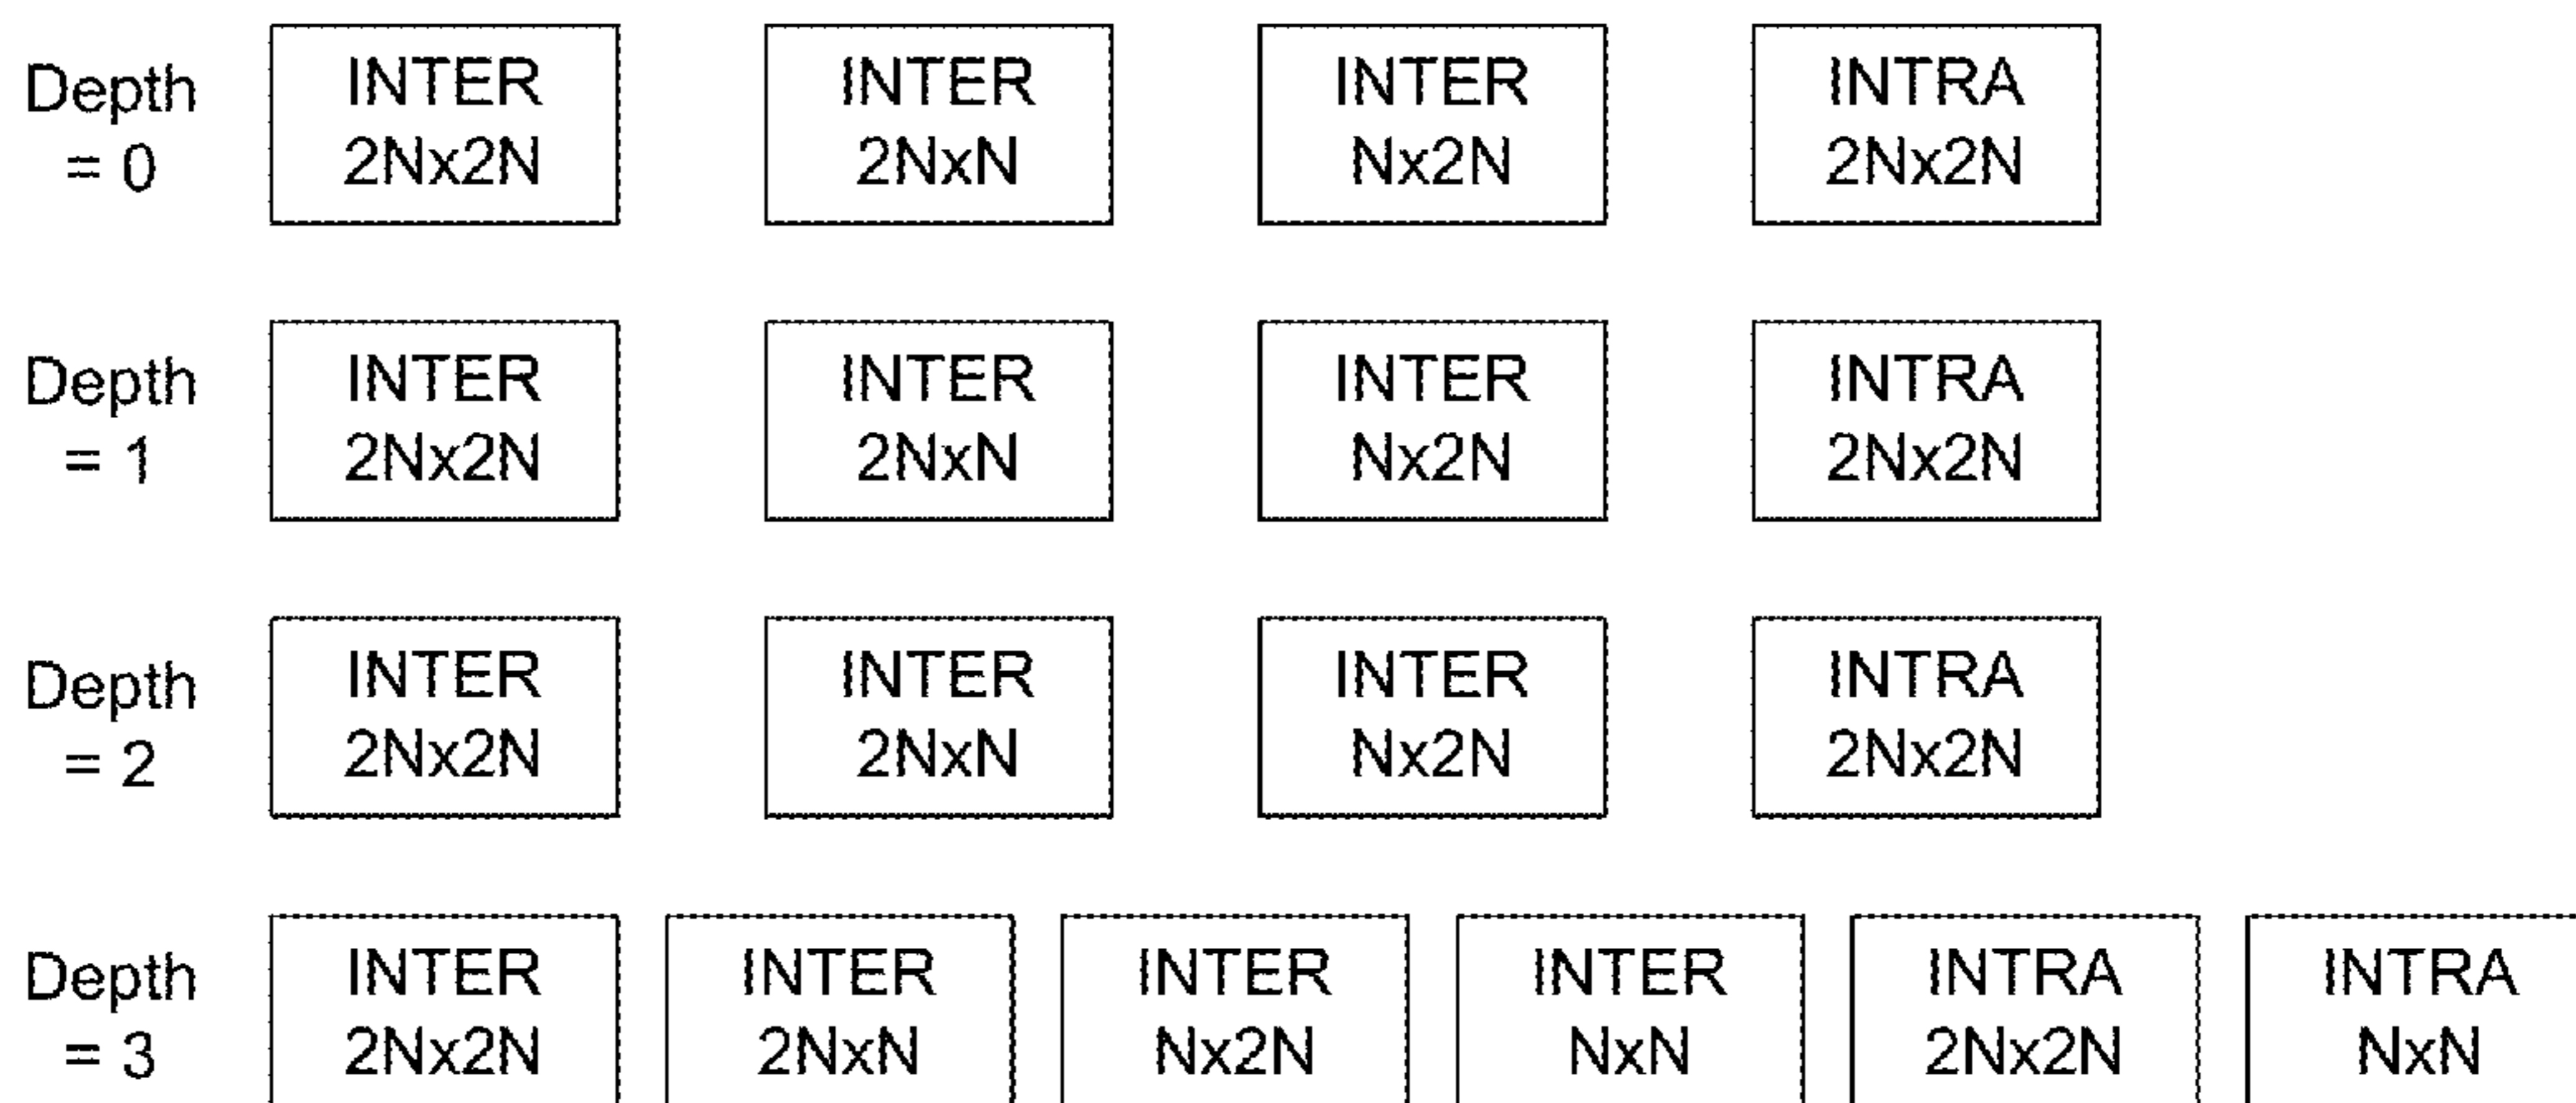 Depth
= 0
INTER
2Nx2N
INTER
2NxN
INTER
Nx2N
INTRA
2Nx2N
Depth
= 1
INTER
2Nx2N
INTER
2NxN
INTER
Nx2N
INTRA
2Nx2N
Depth
= 2
INTER
2Nx2N
INTER
2NxN
INTER
Nx2N
INTRA
2Nx2N
Depth
= 3
INTER
2Nx2N
INTER
2NxN
INTER
Nx2N
INTER
NxN
INTRA
2Nx2N
INTRA
NxN